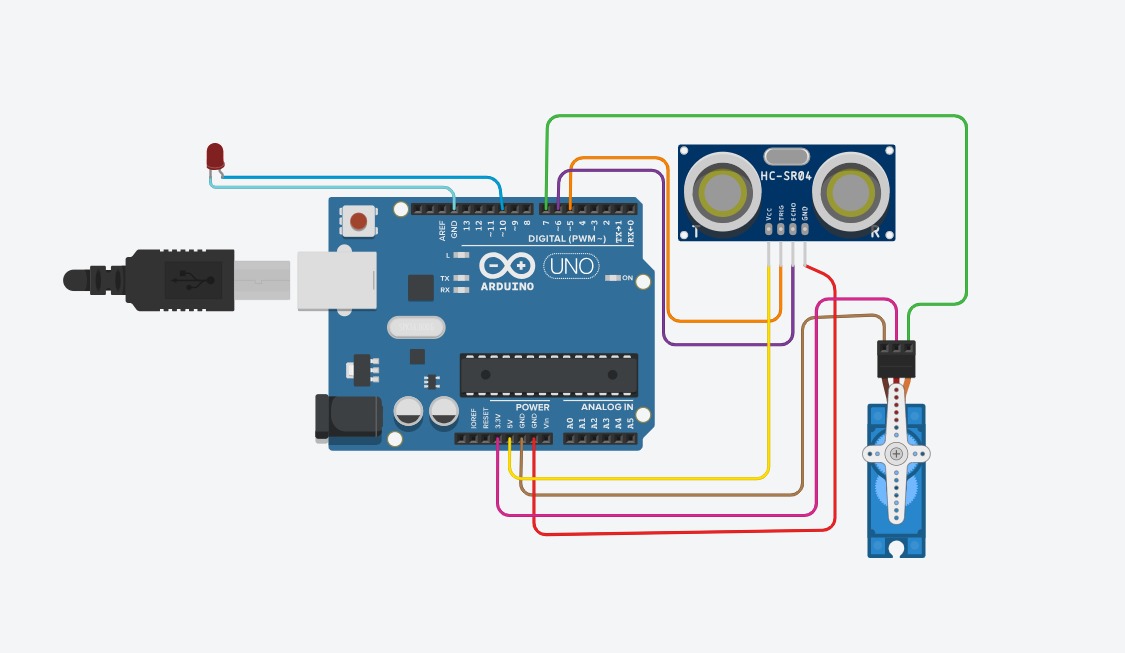 HC-SR04
VCC
TRIG
ECHO
GND
T
R
AREF
GND
13
12
~11
~10
~9
8
7
~6
~5
4
~3
2
TX→1
RX←0
DIGITAL (PWM~)
L
TX
RX
UNO
ARDUINO
ON
POWER
ANALOG IN
IOREF
RESET
3.3V
5V
GND
GND
Vin
A0
A1
A2
A3
A4
A5